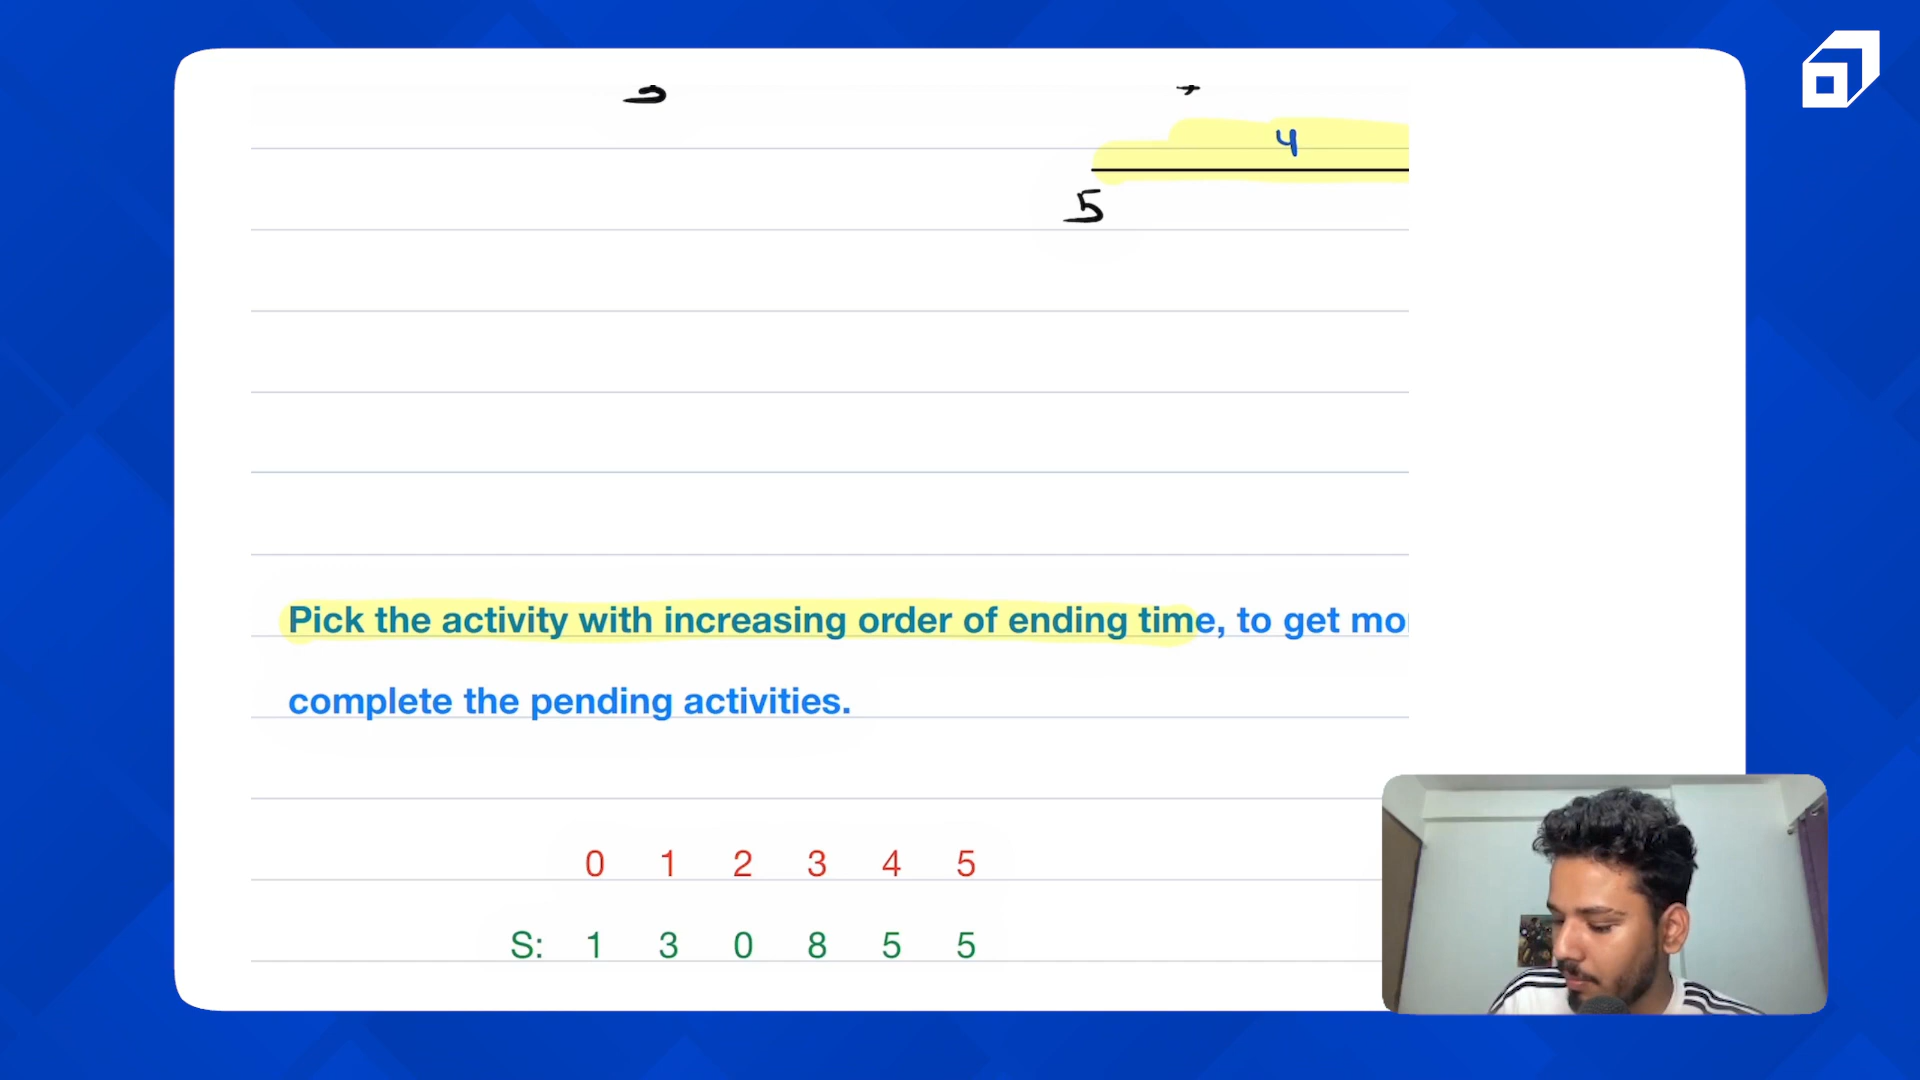 4
5
Pick the activity with increasing order of ending time, to get
complete the pending activities.
0 1 2 3 4 5
S: 1 3 0 8 5 5